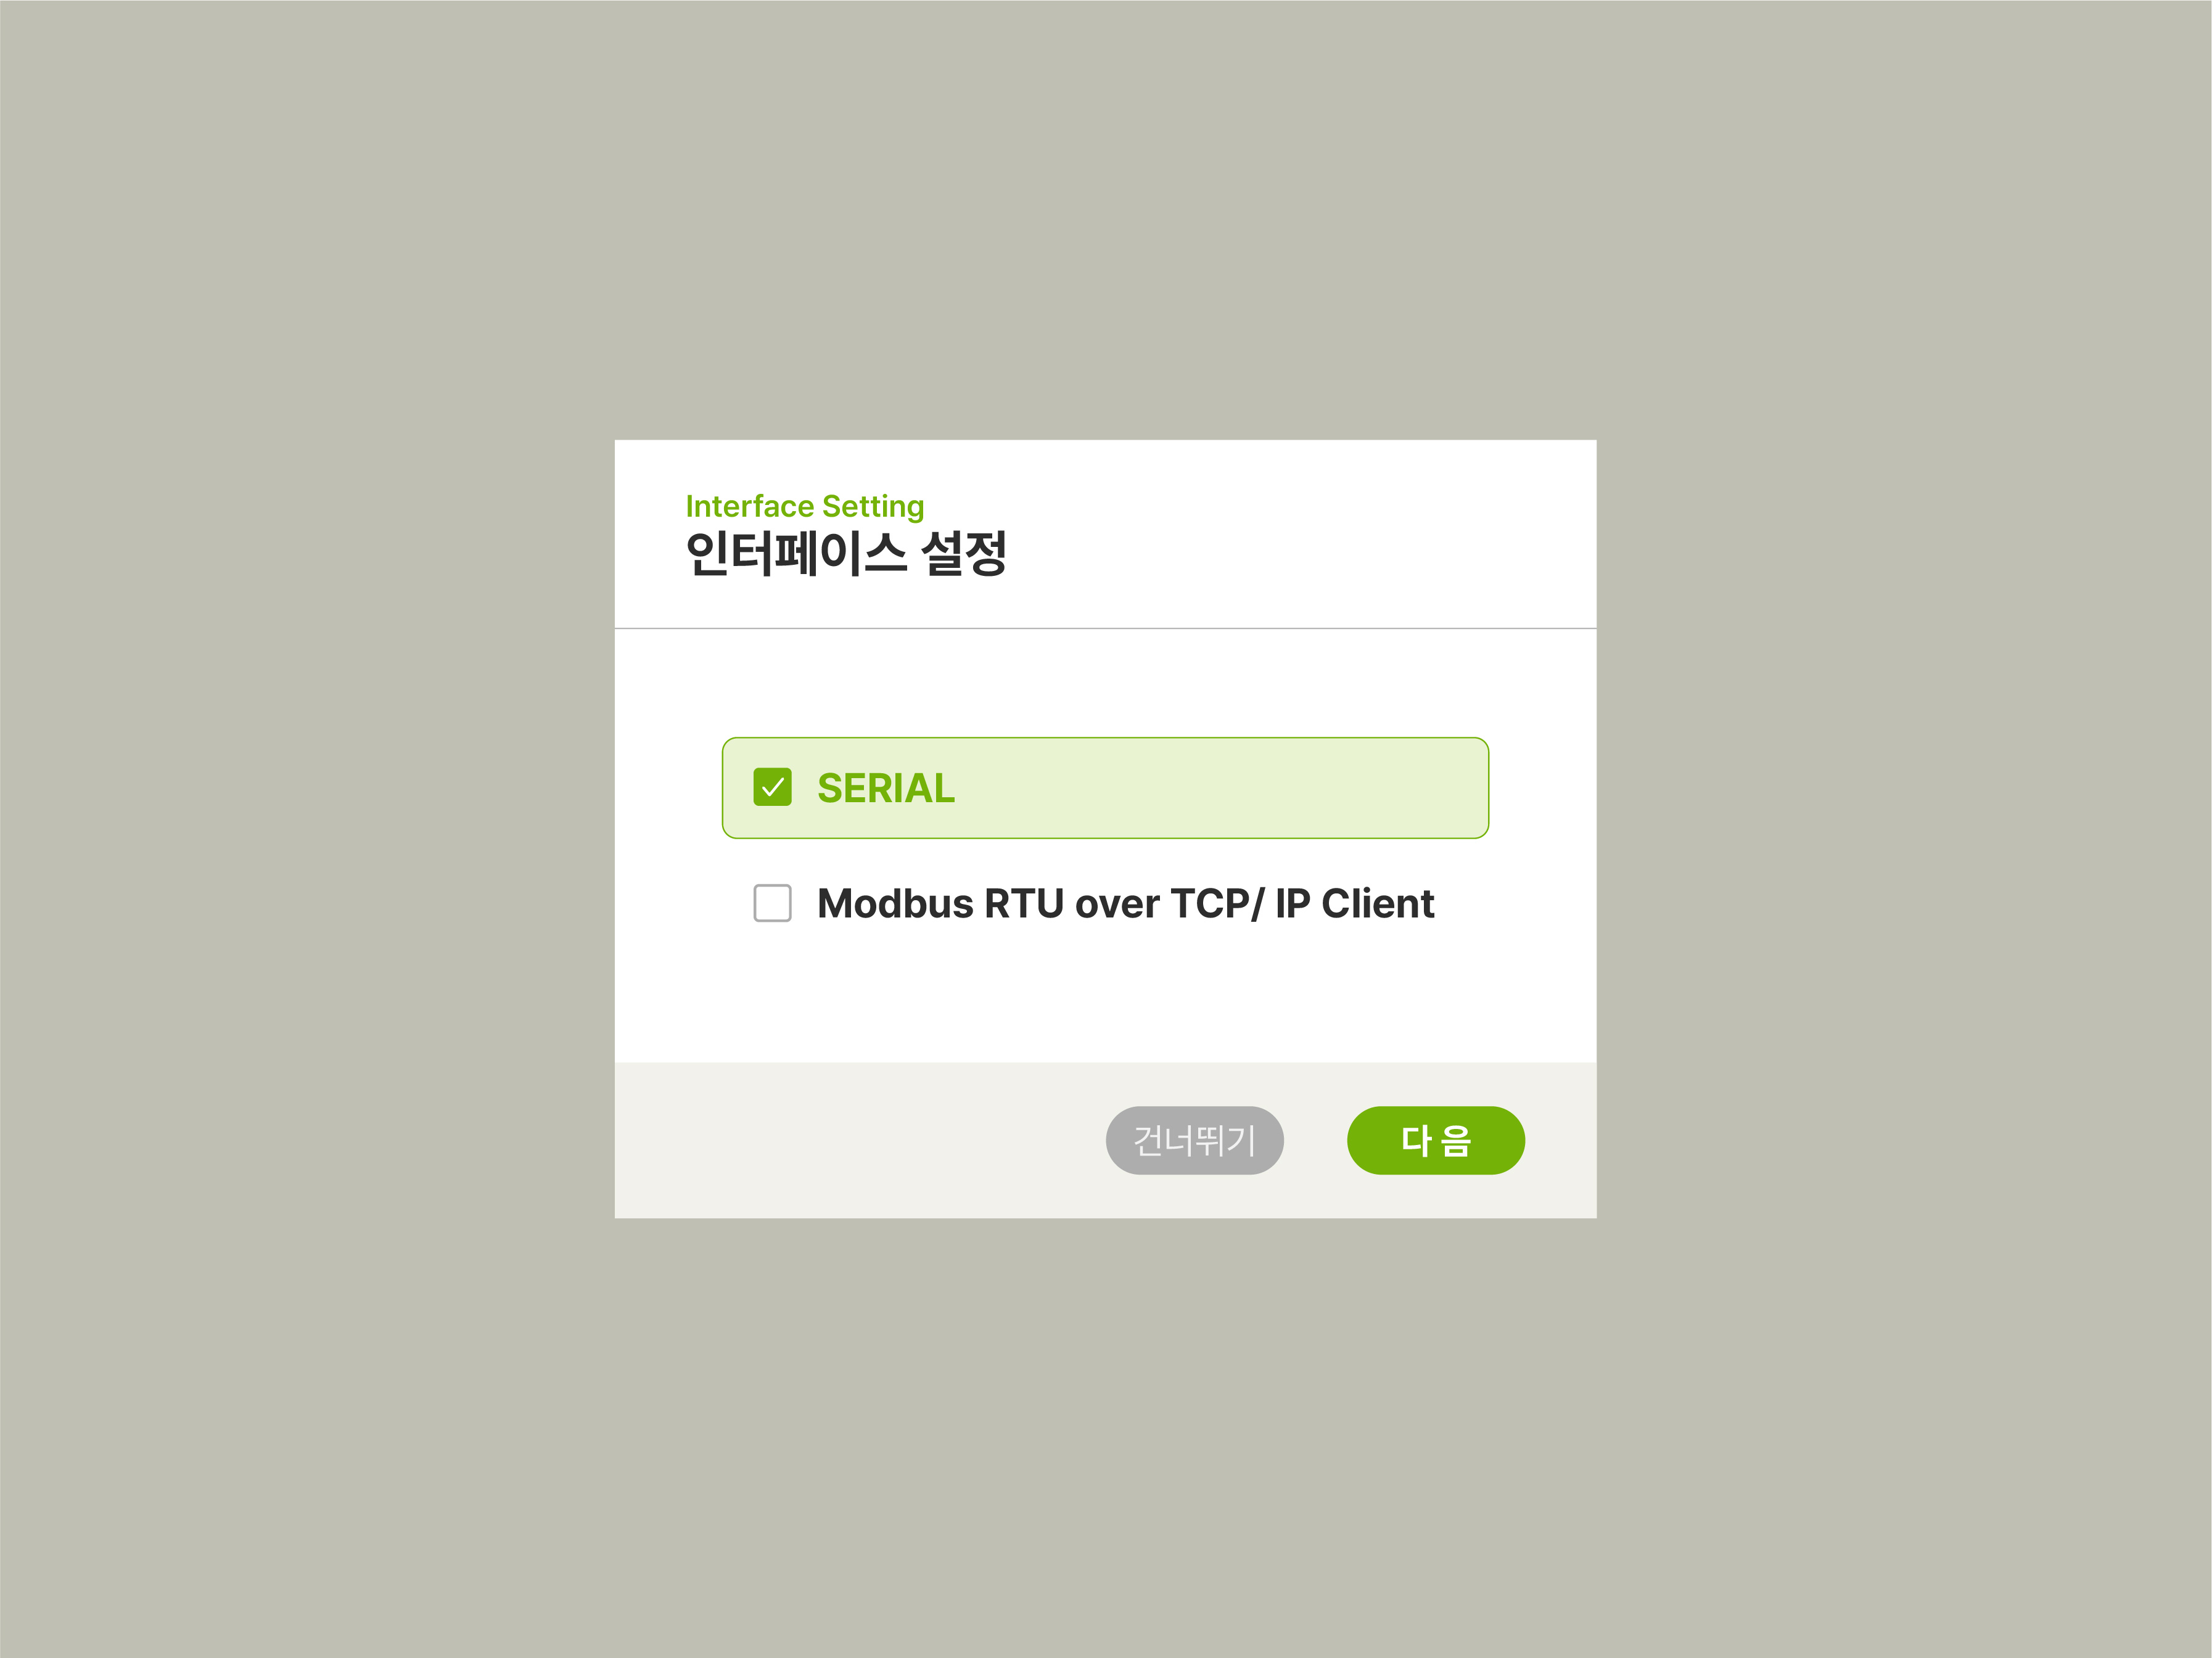 Interface Setting
인터페이스 설정
SERIAL
Modbus RTU over TCP/ IP Client
건너뛰기
다 음